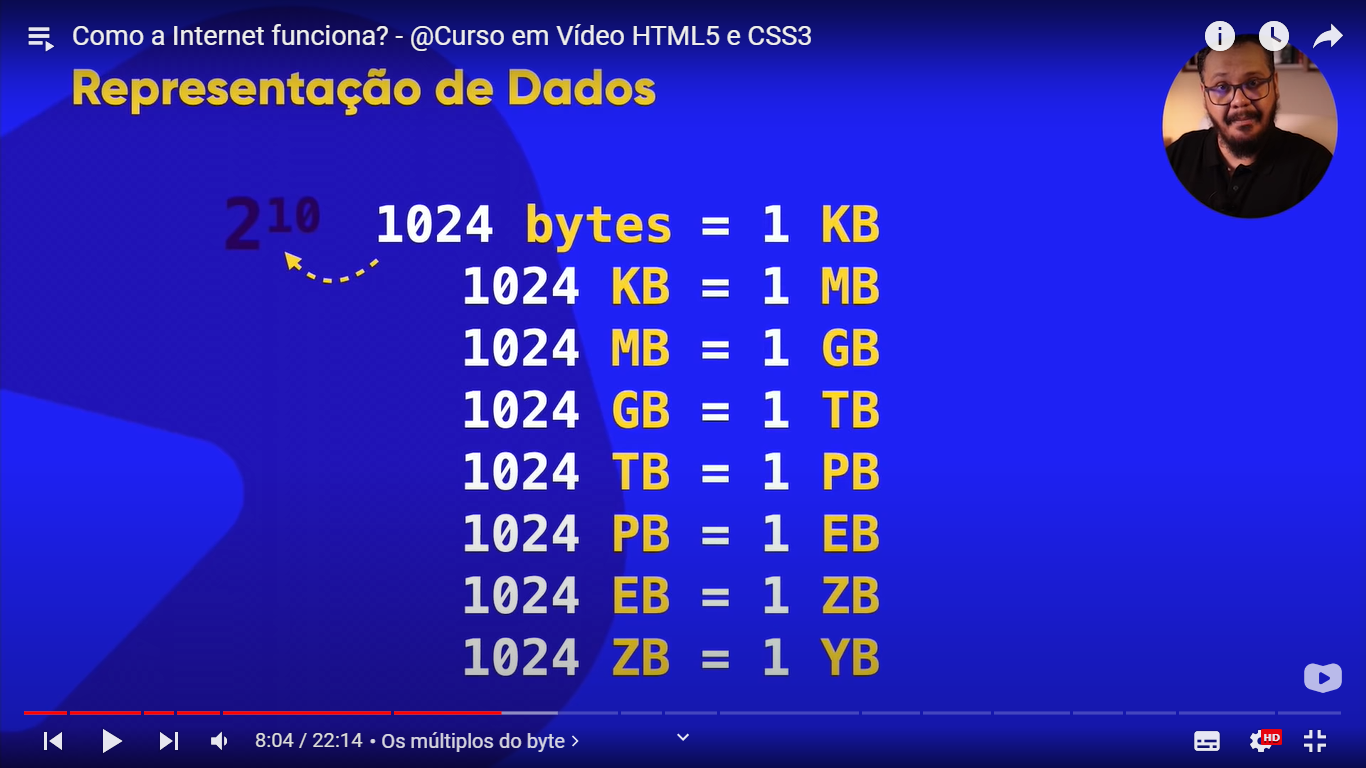 Como a Internet funciona? - @Curso em Vídeo HTML5 e CSS3
Representação de Dados
2¹⁰ 1024 bytes = 1 KB
1024 KB = 1 MB
1024 MB = 1 GB
1024 GB = 1 TB
1024 TB = 1 PB
1024 PB = 1 EB
1024 EB = 1 ZB
1024 ZB = 1 YB
8:04 / 22:14 • Os múltiplos do byte
HD